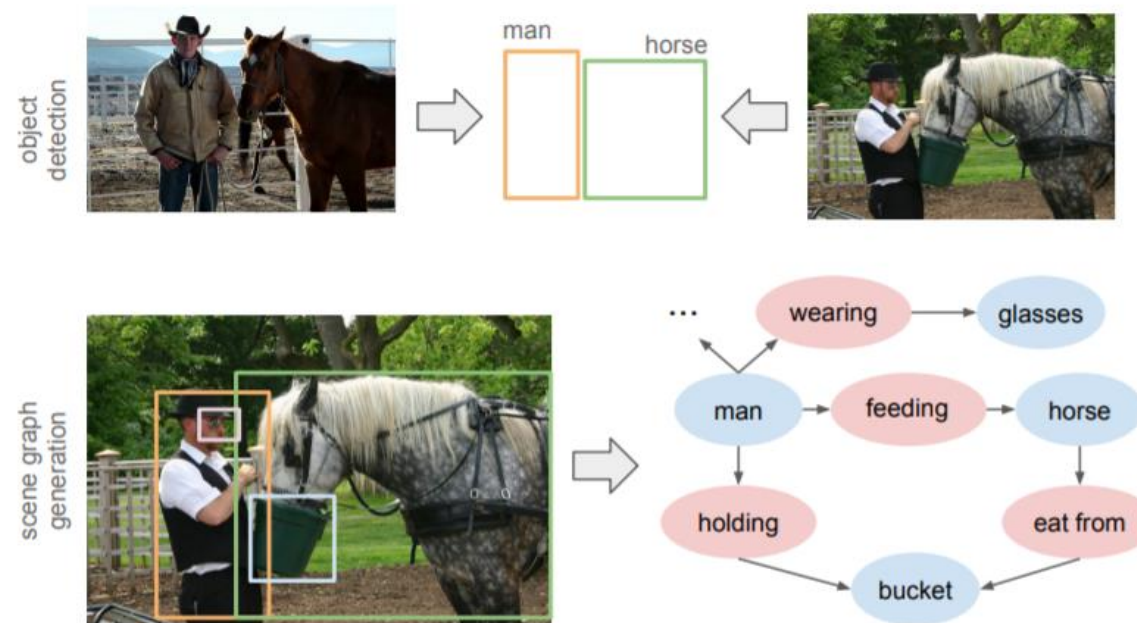 object
detection
man
horse
scene graph
generation
...
wearing
glasses
man
feeding
horse
holding
eat from
bucket